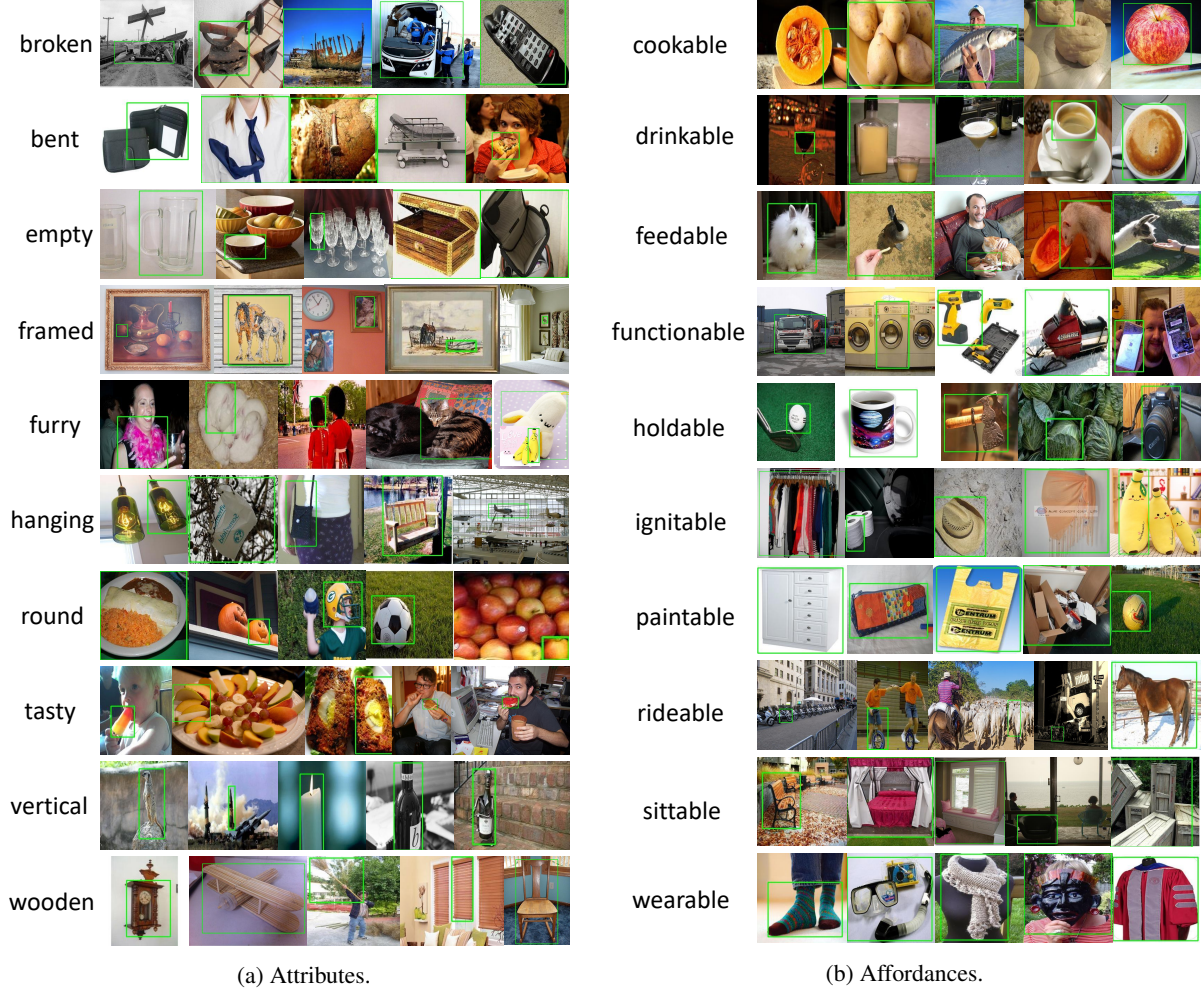 broken
bent
empty
framed
furry
hanging
round
tasty
vertical
wooden
(a) Attributes.
cookable
drinkable
feedable
functionable
holdable
ignitable
paintable
CENTRUM
CENTRUM
rideable
sittable
wearable
(b) Affordances.